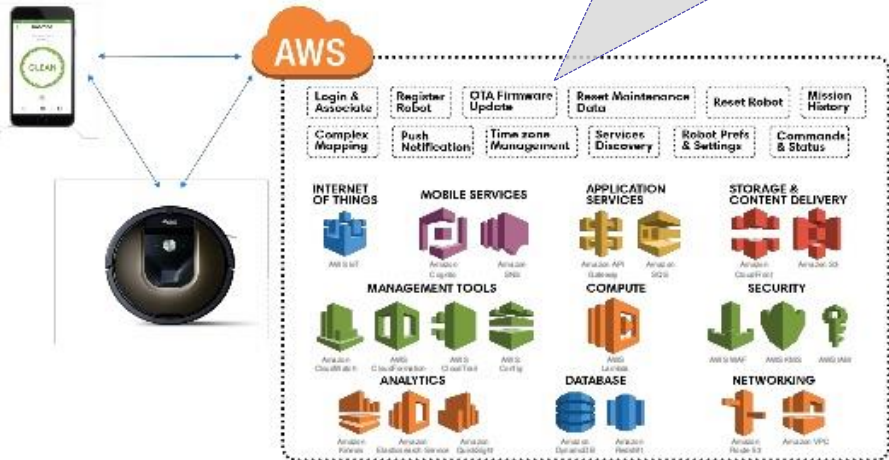 CLEAN
AWS
Login &
Associate
Register
Robot
OTA Firmware
Update
Reset Maintenance
Data
Reset Robot
Mission
History
Complex
Mapping
Push
Notification
Time zone
Management
Services
Discovery
Robot Prefs
& Settings
Commands
& Status
INTERNET
OF THINGS
MOBILE SERVICES
APPLICATION
SERVICES
STORAGE &
CONTENT DELIVERY
AWS IoT
Amazon
Cognito
Amazon
SNS
Amazon API
Gateway
Amazon
SQS
Amazon
CloudFront
Amazon S3
MANAGEMENT TOOLS
COMPUTE
SECURITY
Amazon
CloudWatch
AWS
CloudFormation
AWS
CloudTrail
AWS
Config
AWS
Lambda
AWS WAF
AWS KMS
AWS IAM
ANALYTICS
DATABASE
NETWORKING
Amazon
Kinesis
Amazon
Elasticsearch Service
Amazon
QuickSight
Amazon
DynamoDB
Amazon
Redshift
Amazon
Route 53
Amazon VPC